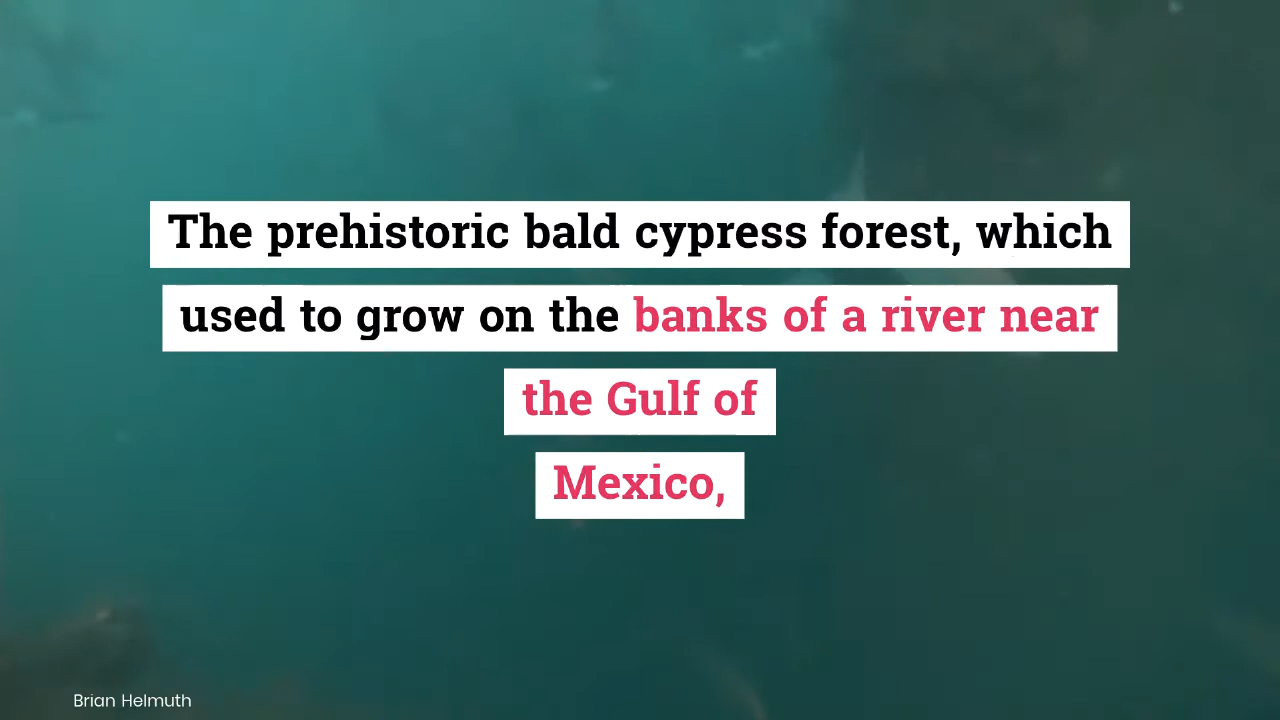 The prehistoric bald cypress forest, which
used to grow on the banks of a river near
the Gulf of
Mexico,
Brian Helmuth